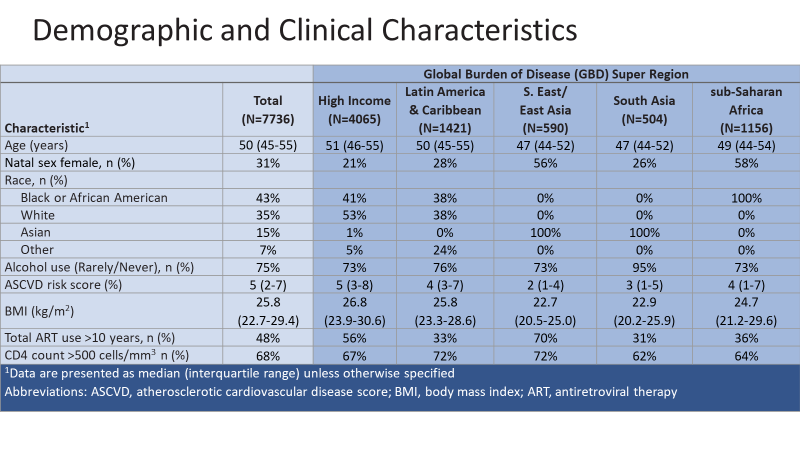 Demographic and Clinical Characteristics
Global Burden of Disease (GBD) Super Region
Characteristic¹ Total (N=7736) High Income (N=4065) Latin America & Caribbean (N=1421) S. East/ East Asia (N=590) South Asia (N=504) sub-Saharan Africa (N=1156)
Age (years) 50 (45-55) 51 (46-55) 50 (45-55) 47 (44-52) 47 (44-52) 49 (44-54)
Natal sex female, n (%) 31% 21% 28% 56% 26% 58%
Race, n (%)
Black or African American 43% 41% 38% 0% 0% 100%
White 35% 53% 38% 0% 0% 0%
Asian 15% 1% 0% 100% 100% 0%
Other 7% 5% 24% 0% 0% 0%
Alcohol use (Rarely/Never), n (%) 75% 73% 76% 73% 95% 73%
ASCVD risk score (%) 5 (2-7) 5 (3-8) 4 (3-7) 2 (1-4) 3 (1-5) 4 (1-7)
BMI (kg/m²) 25.8 (22.7-29.4) 26.8 (23.9-30.6) 25.8 (23.3-28.6) 22.7 (20.5-25.0) 22.9 (20.2-25.9) 24.7 (21.2-29.6)
Total ART use >10 years, n (%) 48% 56% 33% 70% 31% 36%
CD4 count >500 cells/mm³ n (%) 68% 67% 72% 72% 62% 64%
¹Data are presented as median (interquartile range) unless otherwise specified
Abbreviations: ASCVD, atherosclerotic cardiovascular disease score; BMI, body mass index; ART, antiretroviral therapy